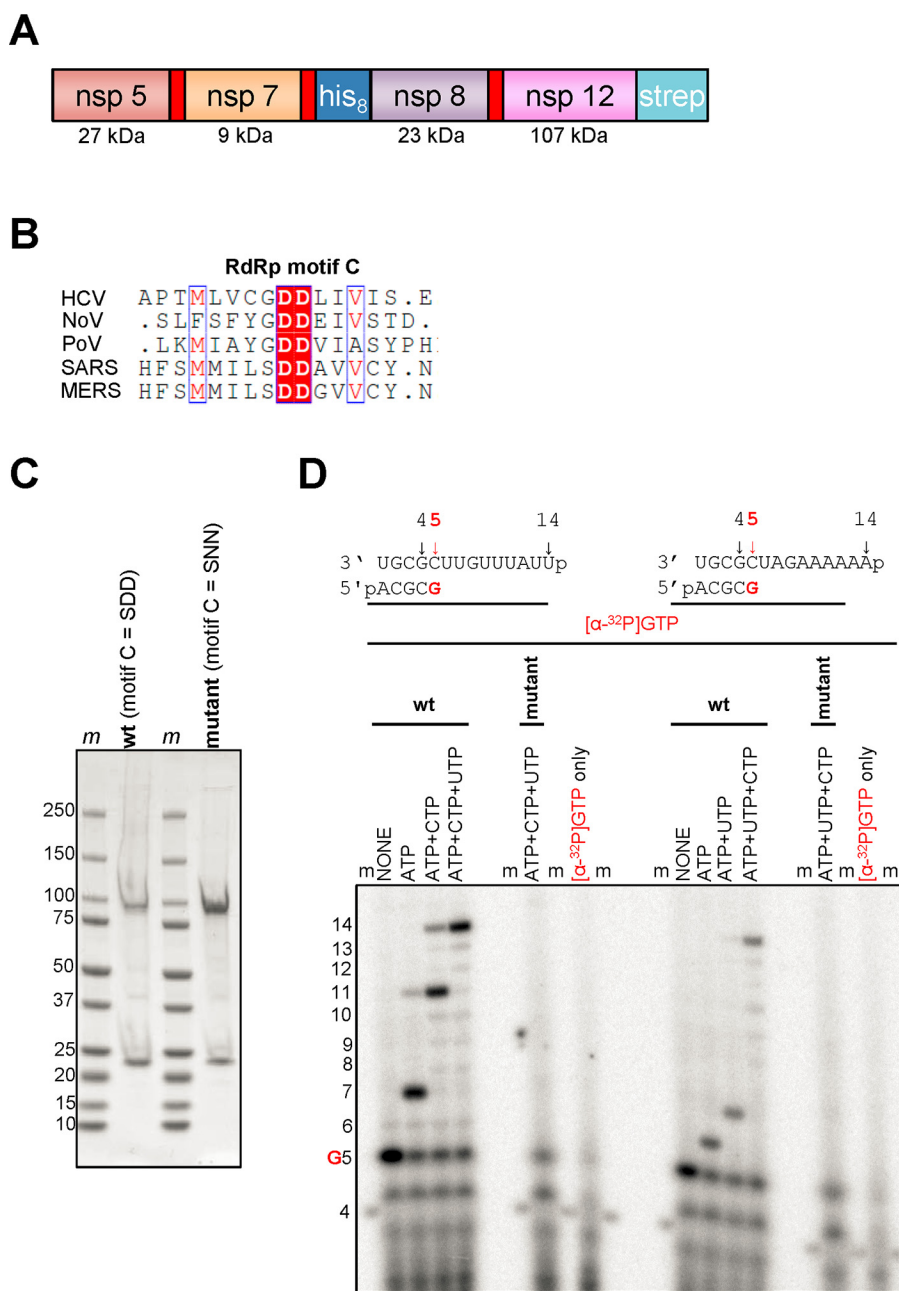 A
nsp 5 nsp 7 his8 nsp 8 nsp 12 strep
27 kDa 9 kDa 23 kDa 107 kDa
B
RdRp motif C
HCV APTMLVCGDDLIVIS.E
NoV .SLFSFYGDDEIVSTD.
PoV .LKMIAYGDDVIASYPH
SARS HFSMMILSDDAVVCY.N
MERS HFSMMILSDDGVVCY.N
C
m
wt (motif C = SDD)
m
mutant (motif C = SNN)
250
150
100
75
50
37
25
20
15
10
D
4 5 14 4 5 14
3‘ UGCGCUUGUUUAUUp 3′ UGCGCUAGAAAAAAp
5'pACGCG 5′pACGCG
[α-³²P]GTP
wt mutant wt mutant
m
NONE
ATP
ATP+CTP
ATP+CTP+UTP
m
ATP+CTP+UTP
m
[α-³²P]GTP only
m
m
NONE
ATP
ATP+UTP
ATP+UTP+CTP
m
ATP+UTP+CTP
m
[α-³²P]GTP only
m
14
13
12
11
10
9
8
7
6
G5
4